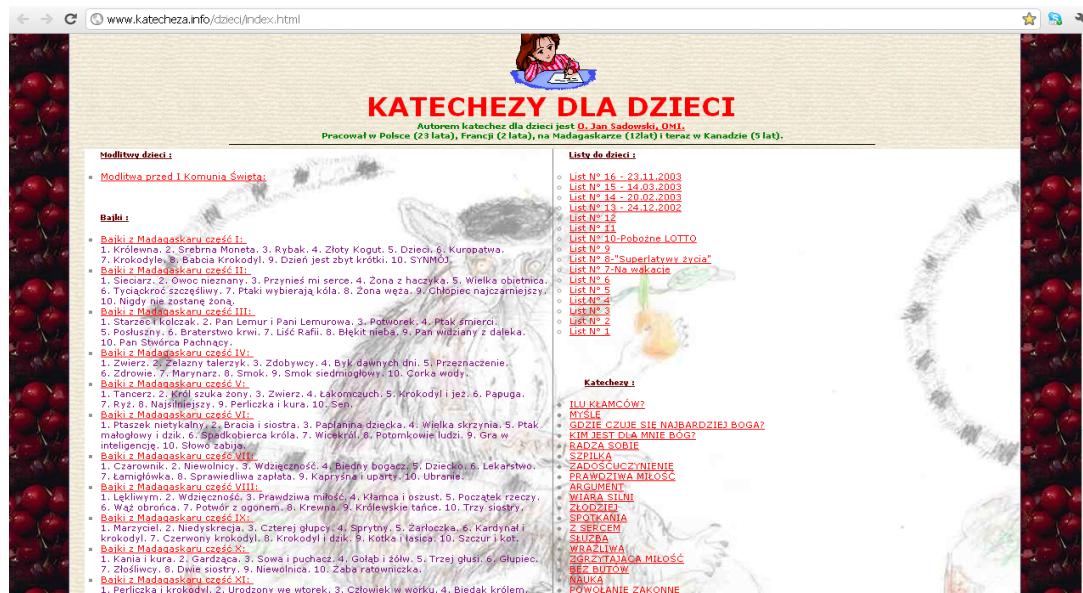 www.katecheza.info/dzieci/index.html
KATECHEZY DLA DZIECI
Autorem katechez dla dzieci jest O. Jan Sadowski, OMI.
Pracował w Polsce (23 lata), Francji (2 lata), na Madagaskarze (12lat) i teraz w Kanadzie (5 lat).
Modlitwy dzieci :
Modlitwa przed I Komunią Świętą:
Bajki :
Bajki z Madagaskaru część I:
1. Królewna. 2. Srebrna Moneta. 3. Rybak. 4. Złoty Kogut. 5. Dzieci. 6. Kuropatwa.
7. Krokodyle. 8. Babcia Krokodyl. 9. Dzień jest zbyt krótki. 10. SYNMÓJ.
Bajki z Madagaskaru część II:
1. Sieciarz. 2. Owoc nieznany. 3. Przynieś mi serce. 4. Żona z haczyka. 5. Wielka obietnica.
6. Tyciąckroć szczęśliwy. 7. Ptaki wybierają kóla. 8. Żona węża. 9. Chłopiec najczarniejszy.
10. Nigdy nie zostanę żoną.
Bajki z Madagaskaru część III:
1. Starzec i kolczak. 2. Pan Lemur i Pani Lemurowa. 3. Potworek. 4. Ptak śmierci.
5. Posłuszny. 6. Braterstwo krwi. 7. Liść Rafii. 8. Błękit nieba. 9. Pan widziany z daleka.
10. Pan Stwórca Pachnący.
Bajki z Madagaskaru część IV:
1. Zwierz. 2. Żelazny talerzyk. 3. Zdobywcy. 4. Byk dawnych dni. 5. Przeznaczenie.
6. Zdrowie. 7. Marynarz. 8. Smok. 9. Smok siedmiogłowy. 10. Corka wody.
Bajki z Madagaskaru część V:
1. Tancerz. 2. Król szuka żony. 3. Zwierz. 4. Łakomczuch. 5. Krokodyl i jeż. 6. Papuga.
7. Ryż. 8. Najsilniejszy. 9. Perliczka i kura. 10. Sen.
Bajki z Madagaskaru część VI:
1. Ptaszek nietykalny. 2. Bracia i siostra. 3. Paplanina dziecka. 4. Wielka skrzynia. 5. Ptak
małogłowy i dzik. 6. Spadkobierca króla. 7. Wicekról. 8. Potomkowie ludzi. 9. Gra w
inteligencję. 10. Słowo zabija.
Bajki z Madagaskaru część VII:
1. Czarownik. 2. Niewolnicy. 3. Wdzięczność. 4. Biedny bogacz. 5. Dziecko. 6. Lekarstwo.
7. Łamigłówka. 8. Sprawiedliwa zapłata. 9. Kapryśna i uparty. 10. Ubranie.
Bajki z Madagaskaru część VIII:
1. Lękliwym. 2. Wdzięczność. 3. Prawdziwa miłość. 4. Kłamca i oszust. 5. Początek rzeczy.
6. Wąż obrońca. 7. Potwór z ogonem. 8. Krewna. 9. Królewskie tańce. 10. Trzy siostry.
Bajki z Madagaskaru część IX:
1. Marzyciel. 2. Niedyskrecja. 3. Czterej głupcy. 4. Sprytny. 5. Żarłoczka. 6. Kardynał i
krokodyl. 7. Czerwony krokodyl. 8. Krokodyl i dzik. 9. Kotka i łasica. 10. Szczur i kot.
Bajki z Madagaskaru część X:
1. Kania i kura. 2. Gardząca. 3. Sowa i puchacz. 4. Gołąb i żółw. 5. Trzej głusi. 6. Głupiec.
7. Złośliwcy. 8. Dwie siostry. 9. Niewolnica. 10. Żaba ratowniczka.
Bajki z Madagaskaru część XI:
1. Perliczka i krokodyl. 2. Urodzony we wtorek. 3. Człowiek w worku. 4. Biedak królem.
Listy do dzieci :
List N° 16 - 23.11.2003
List N° 15 - 14.03.2003
List N° 14 - 20.02.2003
List N° 13 - 24.12.2002
List N° 12
List N° 11
List N° 10-Pobożne LOTTO
List N° 9
List N° 8-"Superlatywy życia"
List N° 7-Na wakacje
List N° 6
List N° 5
List N° 4
List N° 3
List N° 2
List N° 1
Katechezy :
ILU KŁAMCÓW?
MYŚLĘ
GDZIE CZUJE SIĘ NAJBARDZIEJ BOGA?
KIM JEST DLA MNIE BÓG?
RADZĄ SOBIE
SZPILKA
ZADOŚĆUCZYNIENIE
PRAWDZIWA MIŁOŚĆ
ARGUMENT
WIARA SILNI
ZŁODZIEJ
SPOTKANIA
Z SERCEM
SŁUŻBA
WRAŻLIWA
ZGRZYTAJĄCA MIŁOŚĆ
BEZ BUTÓW
NAUKA
POWOŁANIE ZAKONNE